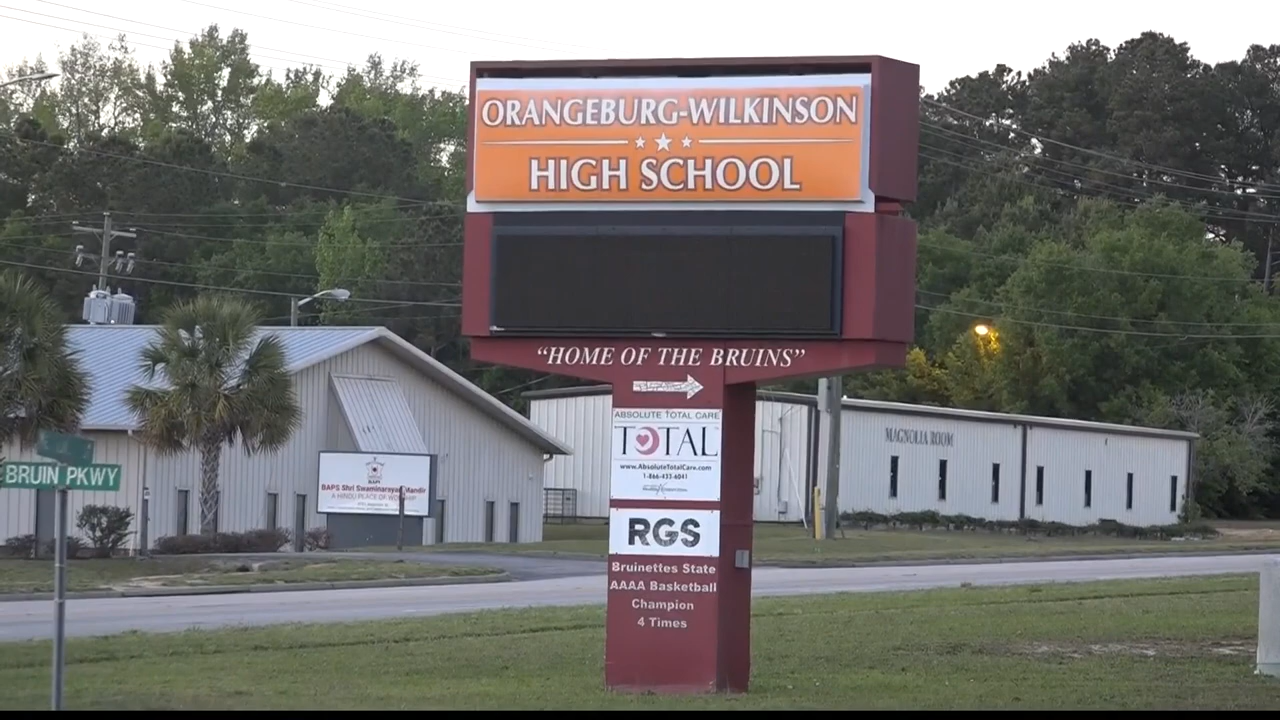 ORANGEBURG-WILKINSON
HIGH SCHOOL
"HOME OF THE BRUINS"
ABSOLUTE TOTAL CARE
TOTAL
www.AbsoluteTotalCare.com
1-866-433-6041
RGS
Bruinettes State
AAAA Basketball
Champion
4 Times
BRUIN PKWY
BAPS
BAPS Shri Swaminarayan Mandir
A HINDU PLACE OF WORSHIP
MAGNOLIA ROOM